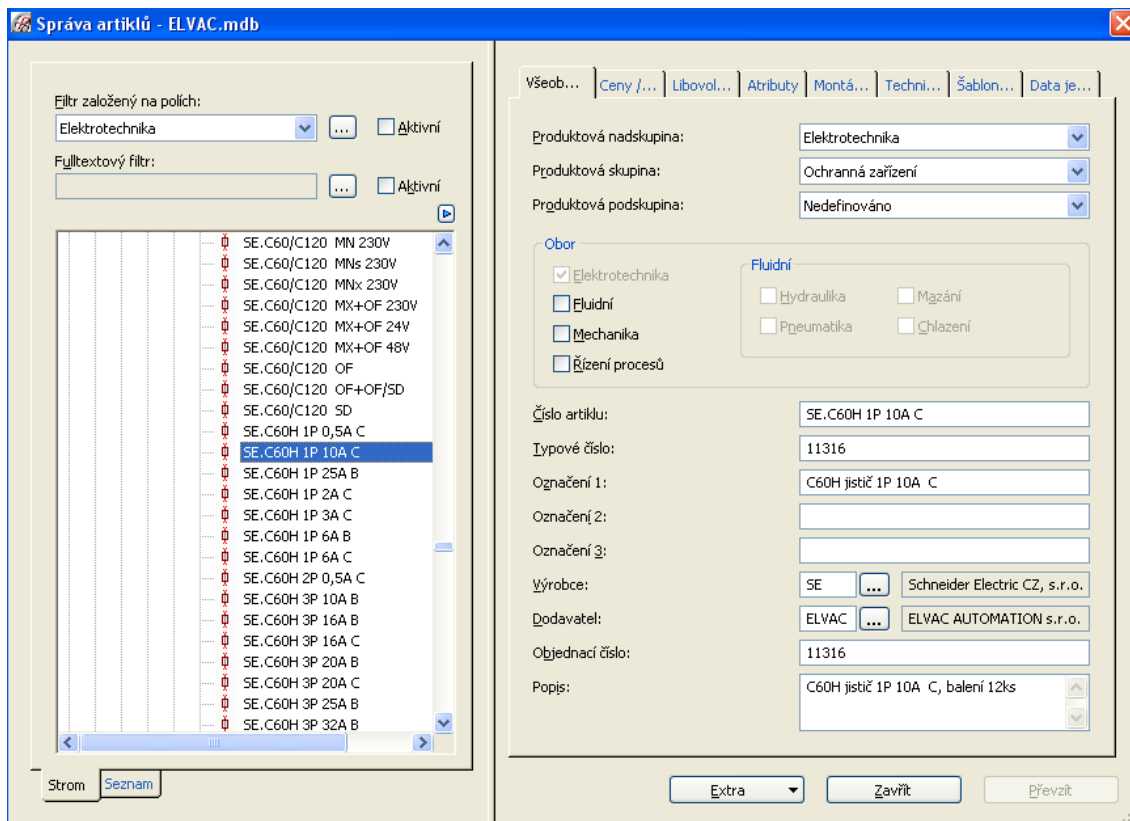 Správa artiklů - ELVAC.mdb
Filtr založený na polích:
Elektrotechnika
...
Aktivní
Fulltextový filtr:
...
Aktivní
SE.C60/C120 MN 230V
SE.C60/C120 MNs 230V
SE.C60/C120 MNx 230V
SE.C60/C120 MX+OF 230V
SE.C60/C120 MX+OF 24V
SE.C60/C120 MX+OF 48V
SE.C60/C120 OF
SE.C60/C120 OF+OF/SD
SE.C60/C120 SD
SE.C60H 1P 0,5A C
SE.C60H 1P 10A C
SE.C60H 1P 25A B
SE.C60H 1P 2A C
SE.C60H 1P 3A C
SE.C60H 1P 6A B
SE.C60H 1P 6A C
SE.C60H 2P 0,5A C
SE.C60H 3P 10A B
SE.C60H 3P 16A B
SE.C60H 3P 16A C
SE.C60H 3P 20A B
SE.C60H 3P 20A C
SE.C60H 3P 25A B
SE.C60H 3P 32A B
Strom
Seznam
Všeob...
Ceny /...
Libovol...
Atributy
Montá...
Techni...
Šablon...
Data je...
Produktová nadskupina:
Elektrotechnika
Produktová skupina:
Ochranná zařízení
Produktová podskupina:
Nedefinováno
Obor
Elektrotechnika
Fluidní
Mechanika
Řízení procesů
Fluidní
Hydraulika
Mazání
Pneumatika
Chlazení
Číslo artiklu:
SE.C60H 1P 10A C
Typové číslo:
11316
Označení 1:
C60H jistič 1P 10A C
Označení 2:
Označení 3:
Výrobce:
SE
...
Schneider Electric CZ, s.r.o.
Dodavatel:
ELVAC
...
ELVAC AUTOMATION s.r.o.
Objednací číslo:
11316
Popis:
C60H jistič 1P 10A C, balení 12ks
Extra
Zavřít
Převzít